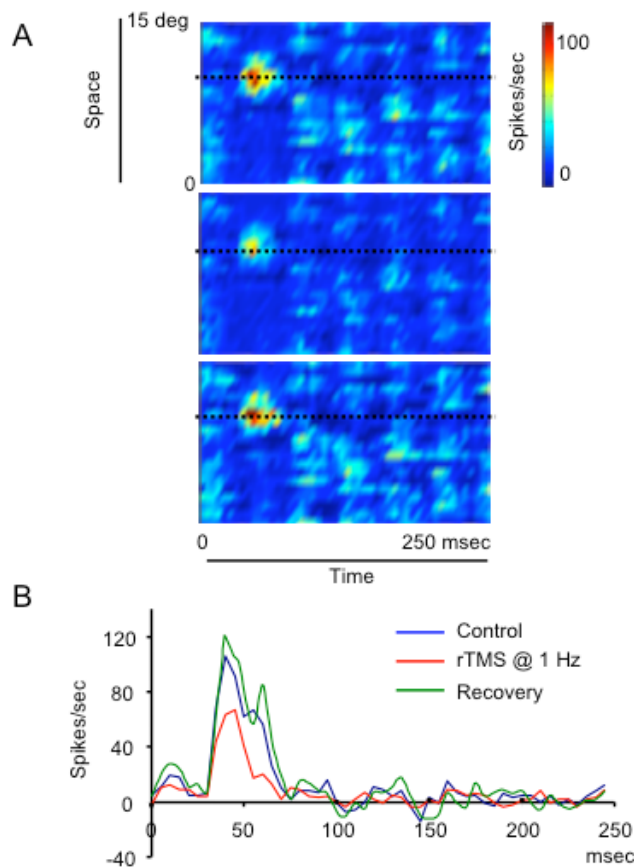 A
15 deg
Space
0
Spikes/sec
100
0
0
250 msec
Time
B
Spikes/sec
120
80
40
0
-40
0
50
100
150
200
250
msec
Control
rTMS @ 1 Hz
Recovery